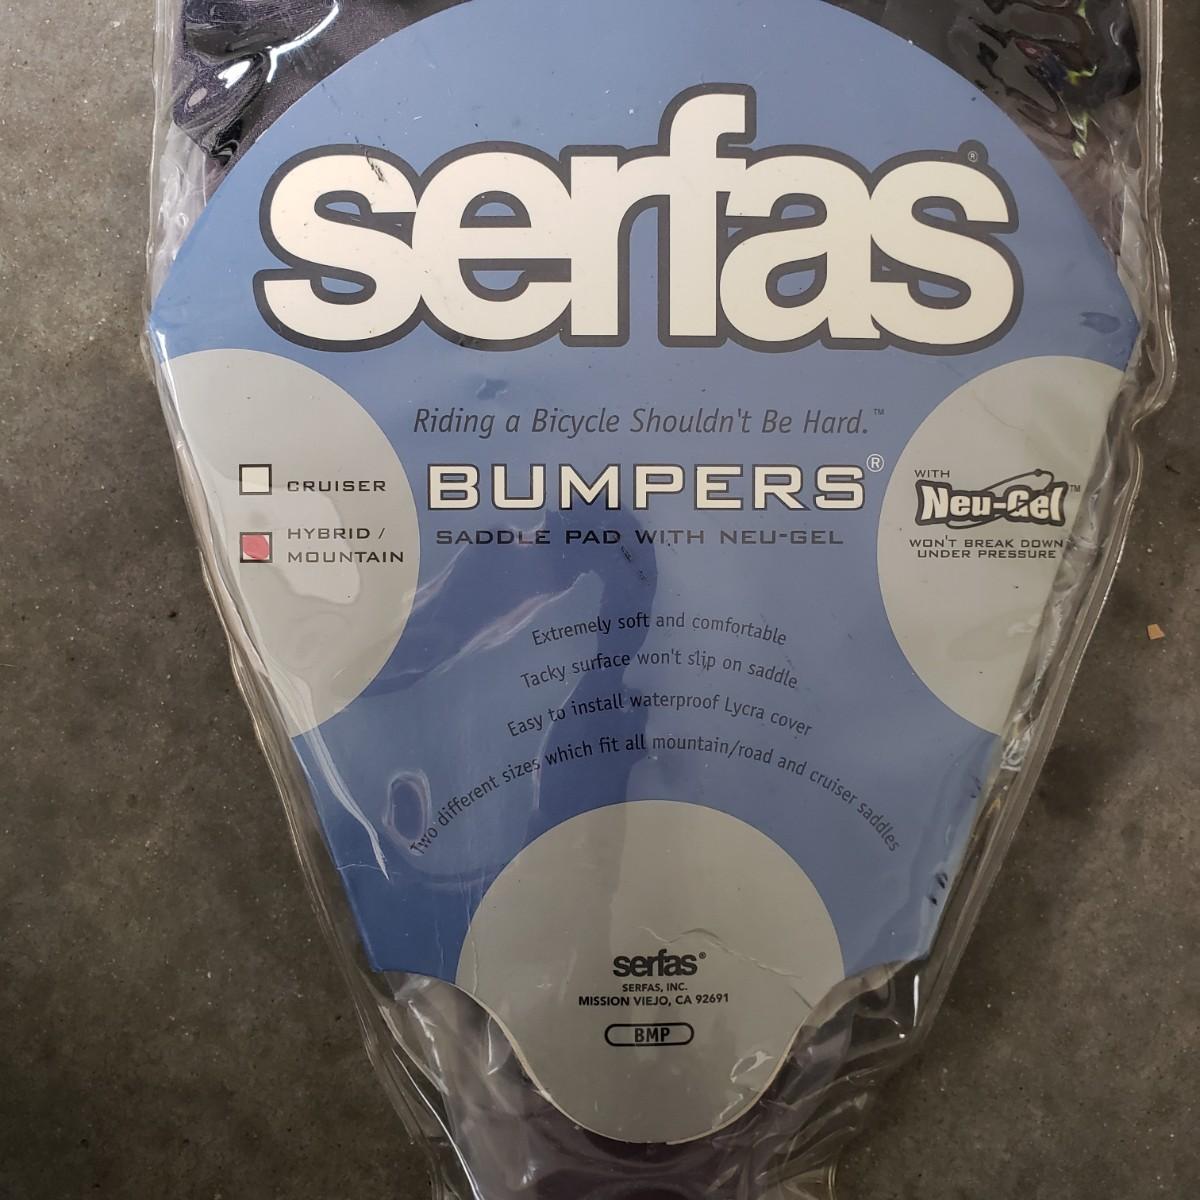 serfas®
Riding a Bicycle Shouldn't Be Hard.™
BUMPERS®
SADDLE PAD WITH NEU-GEL
CRUISER
HYBRID /
MOUNTAIN
WITH
Neu-Gel™
WON'T BREAK DOWN
UNDER PRESSURE
Extremely soft and comfortable
Tacky surface won't slip on saddle
Easy to install waterproof Lycra cover
Two different sizes which fit all mountain/road and cruiser saddles
serfas®
SERFAS, INC.
MISSION VIEJO, CA 92691
BMP